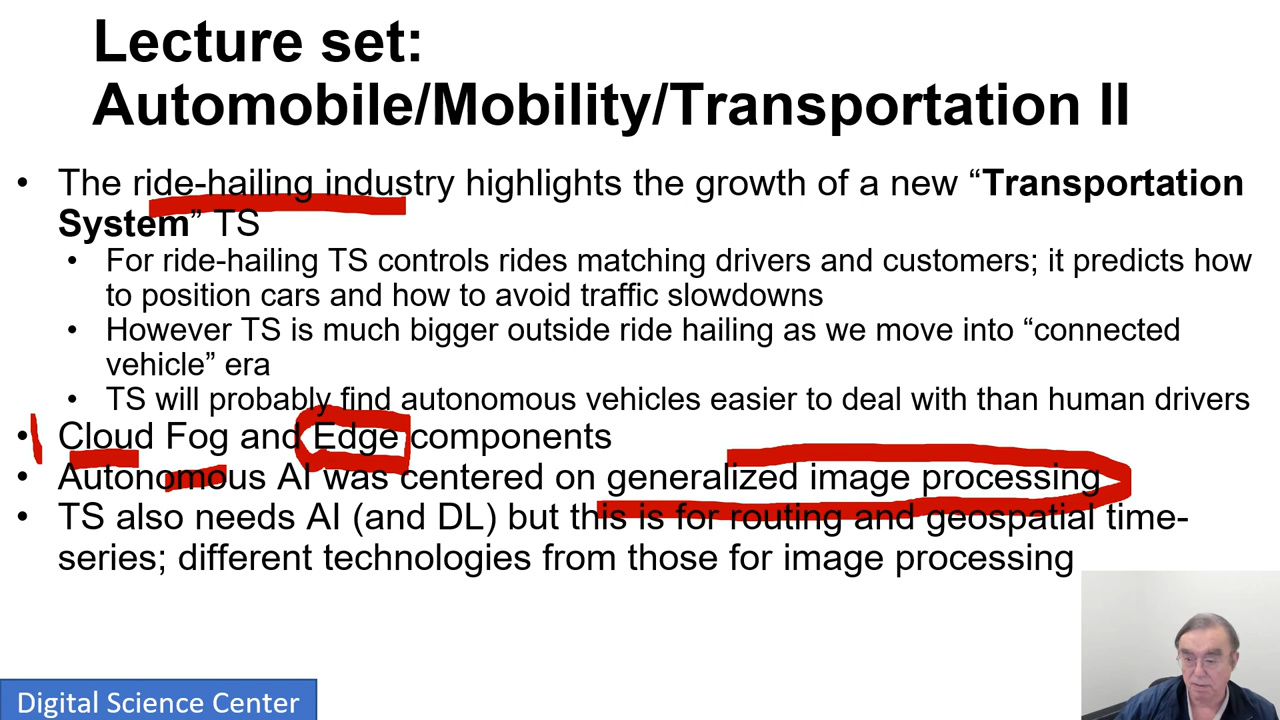 Lecture set:
Automobile/Mobility/Transportation II
• The ride-hailing industry highlights the growth of a new “Transportation
System” TS
• For ride-hailing TS controls rides matching drivers and customers; it predicts how
to position cars and how to avoid traffic slowdowns
• However TS is much bigger outside ride hailing as we move into “connected
vehicle” era
• TS will probably find autonomous vehicles easier to deal with than human drivers
• Cloud Fog and Edge components
• Autonomous AI was centered on generalized image processing
• TS also needs AI (and DL) but this is for routing and geospatial time-
series; different technologies from those for image processing
Digital Science Center